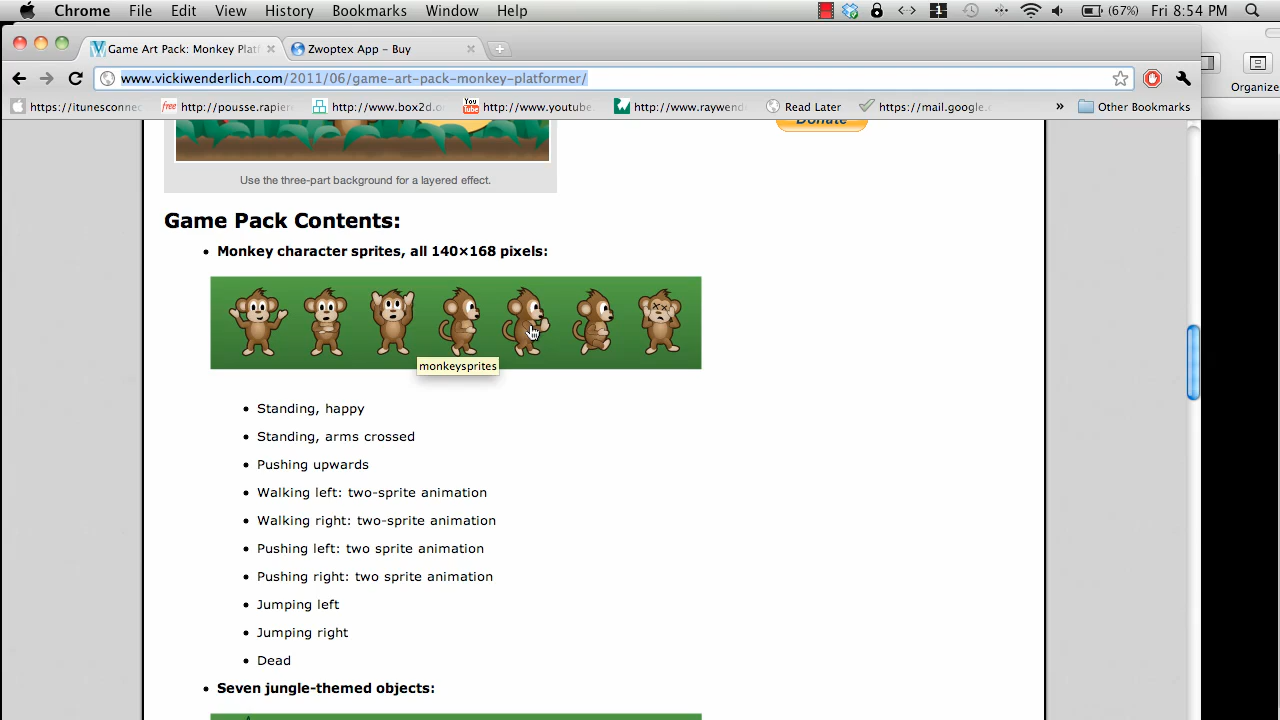 Chrome File Edit View History Bookmarks Window Help 1 (67%) Fri 8:54 PM
Game Art Pack: Monkey Platf Zwoptex App – Buy
www.vickiwenderlich.com/2011/06/game-art-pack-monkey-platformer/
Organize
https://itunesconnec free http://pousse.rapier http://www.box2d.o You Tube http://www.youtube. http://www.raywend Read Later https://mail.google.c » Other Bookmarks
Donate
Use the three-part background for a layered effect.
Game Pack Contents:
• Monkey character sprites, all 140×168 pixels:
monkeysprites
• Standing, happy
• Standing, arms crossed
• Pushing upwards
• Walking left: two-sprite animation
• Walking right: two-sprite animation
• Pushing left: two sprite animation
• Pushing right: two sprite animation
• Jumping left
• Jumping right
• Dead
• Seven jungle-themed objects: